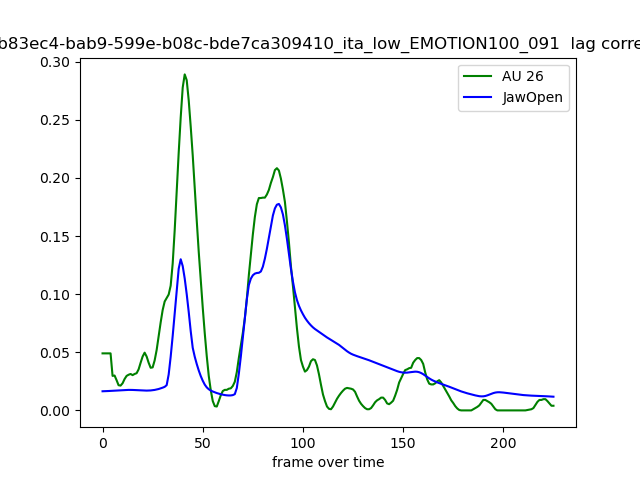 b83ec4-bab9-599e-b08c-bde7ca309410_ita_low_EMOTION100_091 lag corre
AU 26
JawOpen
0.30
0.25
0.20
0.15
0.10
0.05
0.00
0 50 100 150 200
frame over time